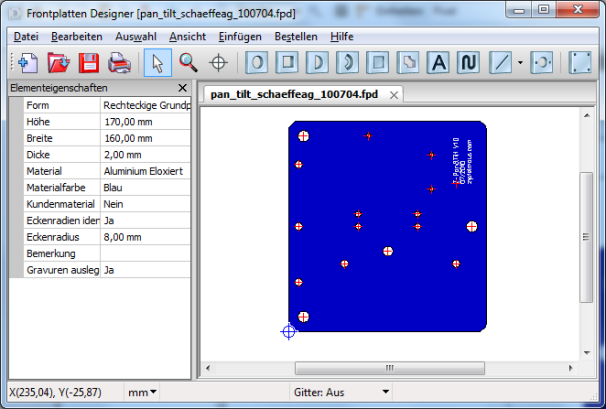 Frontplatten Designer [pan_tilt_schaeffeag_100704.fpd]
Datei Bearbeiten Auswahl Ansicht Einfügen Bestellen Hilfe
A
Elementeigenschaften
pan_tilt_schaeffeag_100704.fpd
Form Rechteckige Grundp
Höhe 170,00 mm
Breite 160,00 mm
Dicke 2,00 mm
Material Aluminium Eloxiert
Materialfarbe Blau
Kundenmaterial Nein
Eckenradien iden Ja
Eckenradius 8,00 mm
Bemerkung
Gravuren ausleg Ja
X(235,04), Y(-25,87) mm Gitter: Aus